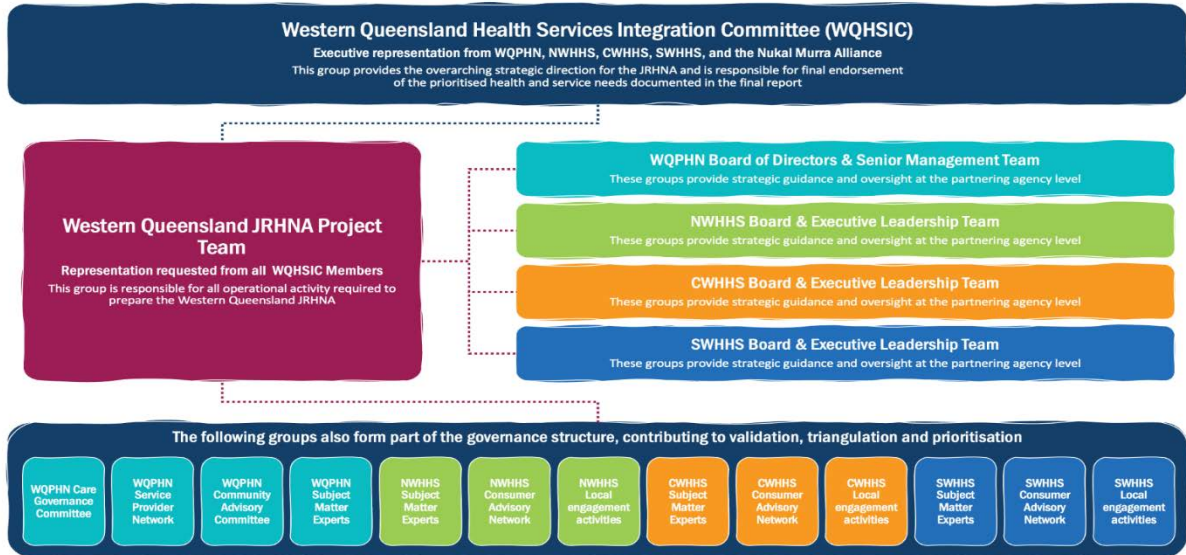 Western Queensland Health Services Integration Committee (WQHSIC)
Executive representation from WQPHN, NWHHS, CWHHS, SWHHS, and the Nukal Murra Alliance
This group provides the overarching strategic direction for the JRHNA and is responsible for final endorsement
of the prioritised health and service needs documented in the final report
Western Queensland JRHNA Project
Team
Representation requested from all WQHSIC Members
This group is responsible for all operational activity required to
prepare the Western Queensland JRHNA
WQPHN Board of Directors & Senior Management Team
These groups provide strategic guidance and oversight at the partnering agency level
NWHHS Board & Executive Leadership Team
These groups provide strategic guidance and oversight at the partnering agency level
CWHHS Board & Executive Leadership Team
These groups provide strategic guidance and oversight at the partnering agency level
SWHHS Board & Executive Leadership Team
These groups provide strategic guidance and oversight at the partnering agency level
The following groups also form part of the governance structure, contributing to validation, triangulation and prioritisation
WQPHN Care
Governance
Committee
WQPHN
Service
Provider
Network
WQPHN
Community
Advisory
Committee
WQPHN
Subject
Matter
Experts
NWHHS
Subject
Matter
Experts
NWHHS
Consumer
Advisory
Network
NWHHS
Local
engagement
activities
CWHHS
Subject
Matter
Experts
CWHHS
Consumer
Advisory
Network
CWHHS
Local
engagement
activities
SWHHS
Subject
Matter
Experts
SWHHS
Consumer
Advisory
Network
SWHHS
Local
engagement
activities